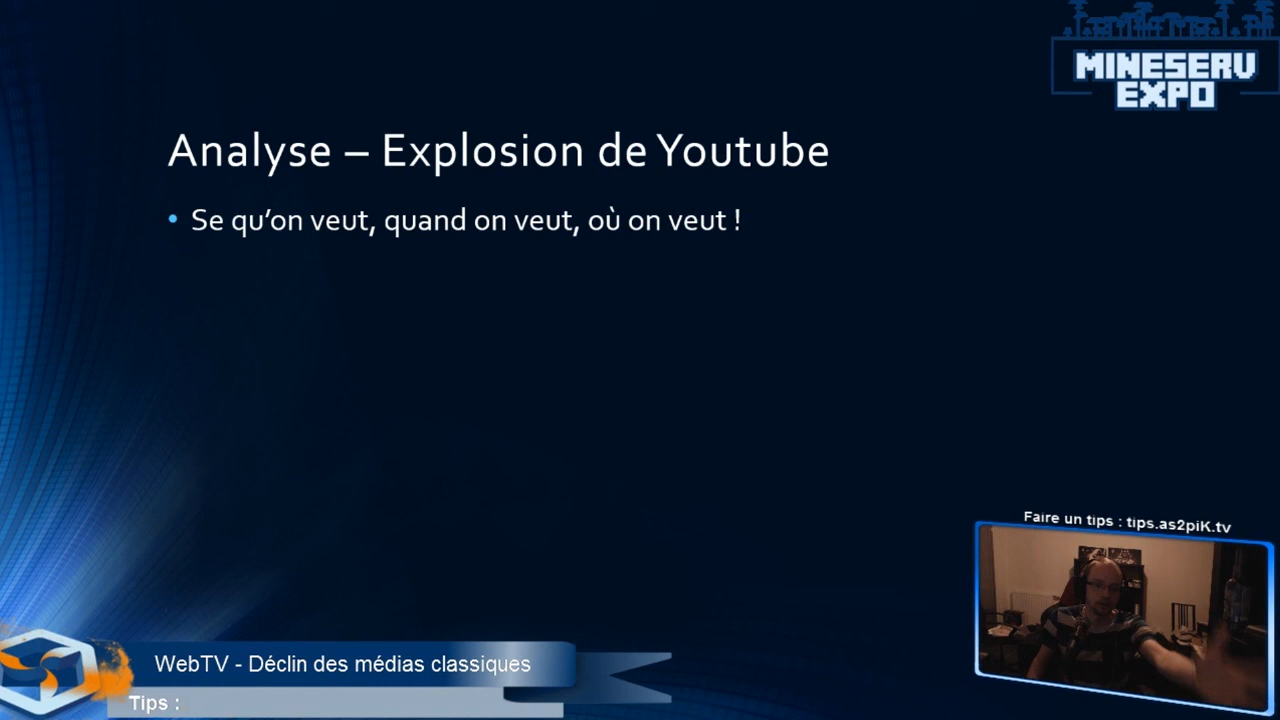 MINESERV
EXPO
Analyse – Explosion de Youtube
• Se qu'on veut, quand on veut, où on veut !
Faire un tips : tips.as2piK.tv
WebTV - Déclin des médias classiques
Tips :